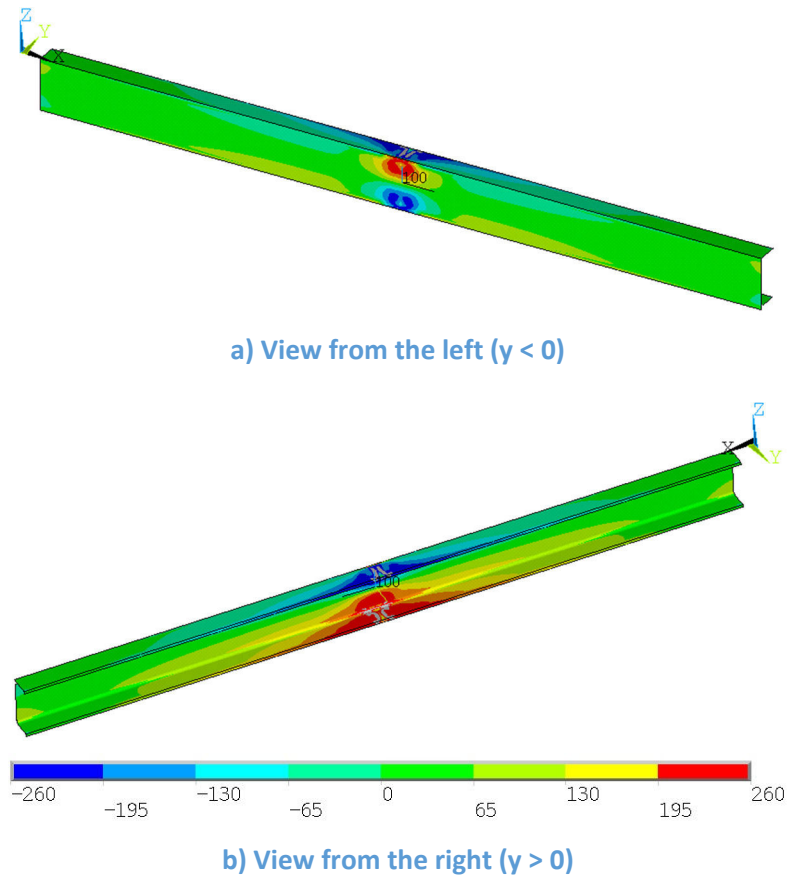 Z
Y
X
100
a) View from the left (y < 0)
Z
X
Y
100
−260 −130 0 130 260
−195 −65 65 195
b) View from the right (y > 0)